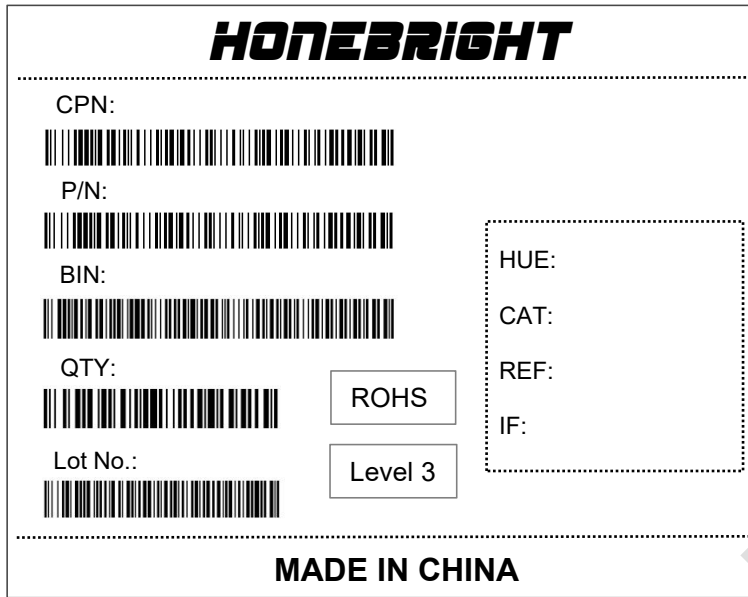 HONEBRIGHT
CPN:
P/N:
BIN:
QTY:
Lot No.:
ROHS
Level 3
HUE:
CAT:
REF:
IF:
MADE IN CHINA